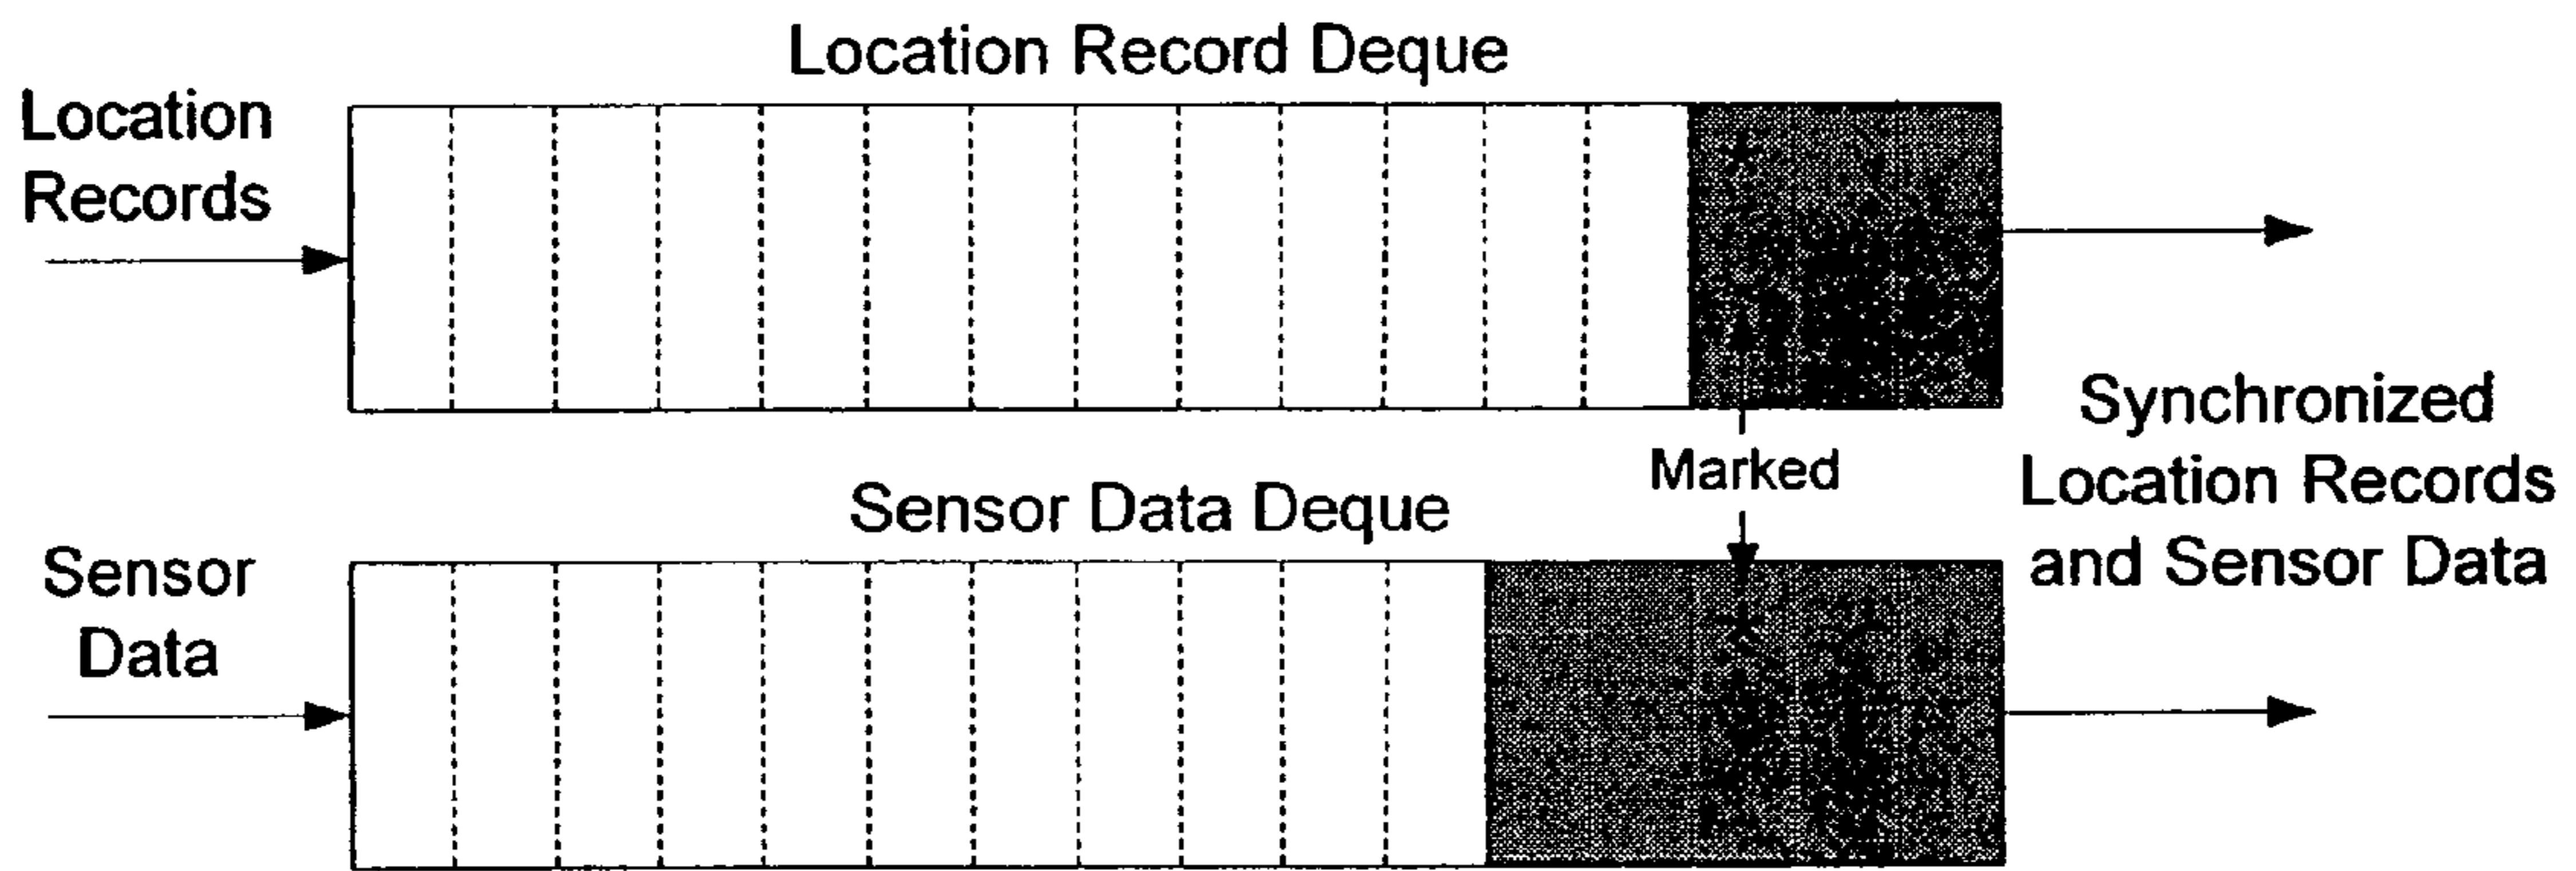 Location Record Deque
Location
Records
Marked
Sensor Data Deque
Sensor
Data
Synchronized
Location Records
and Sensor Data